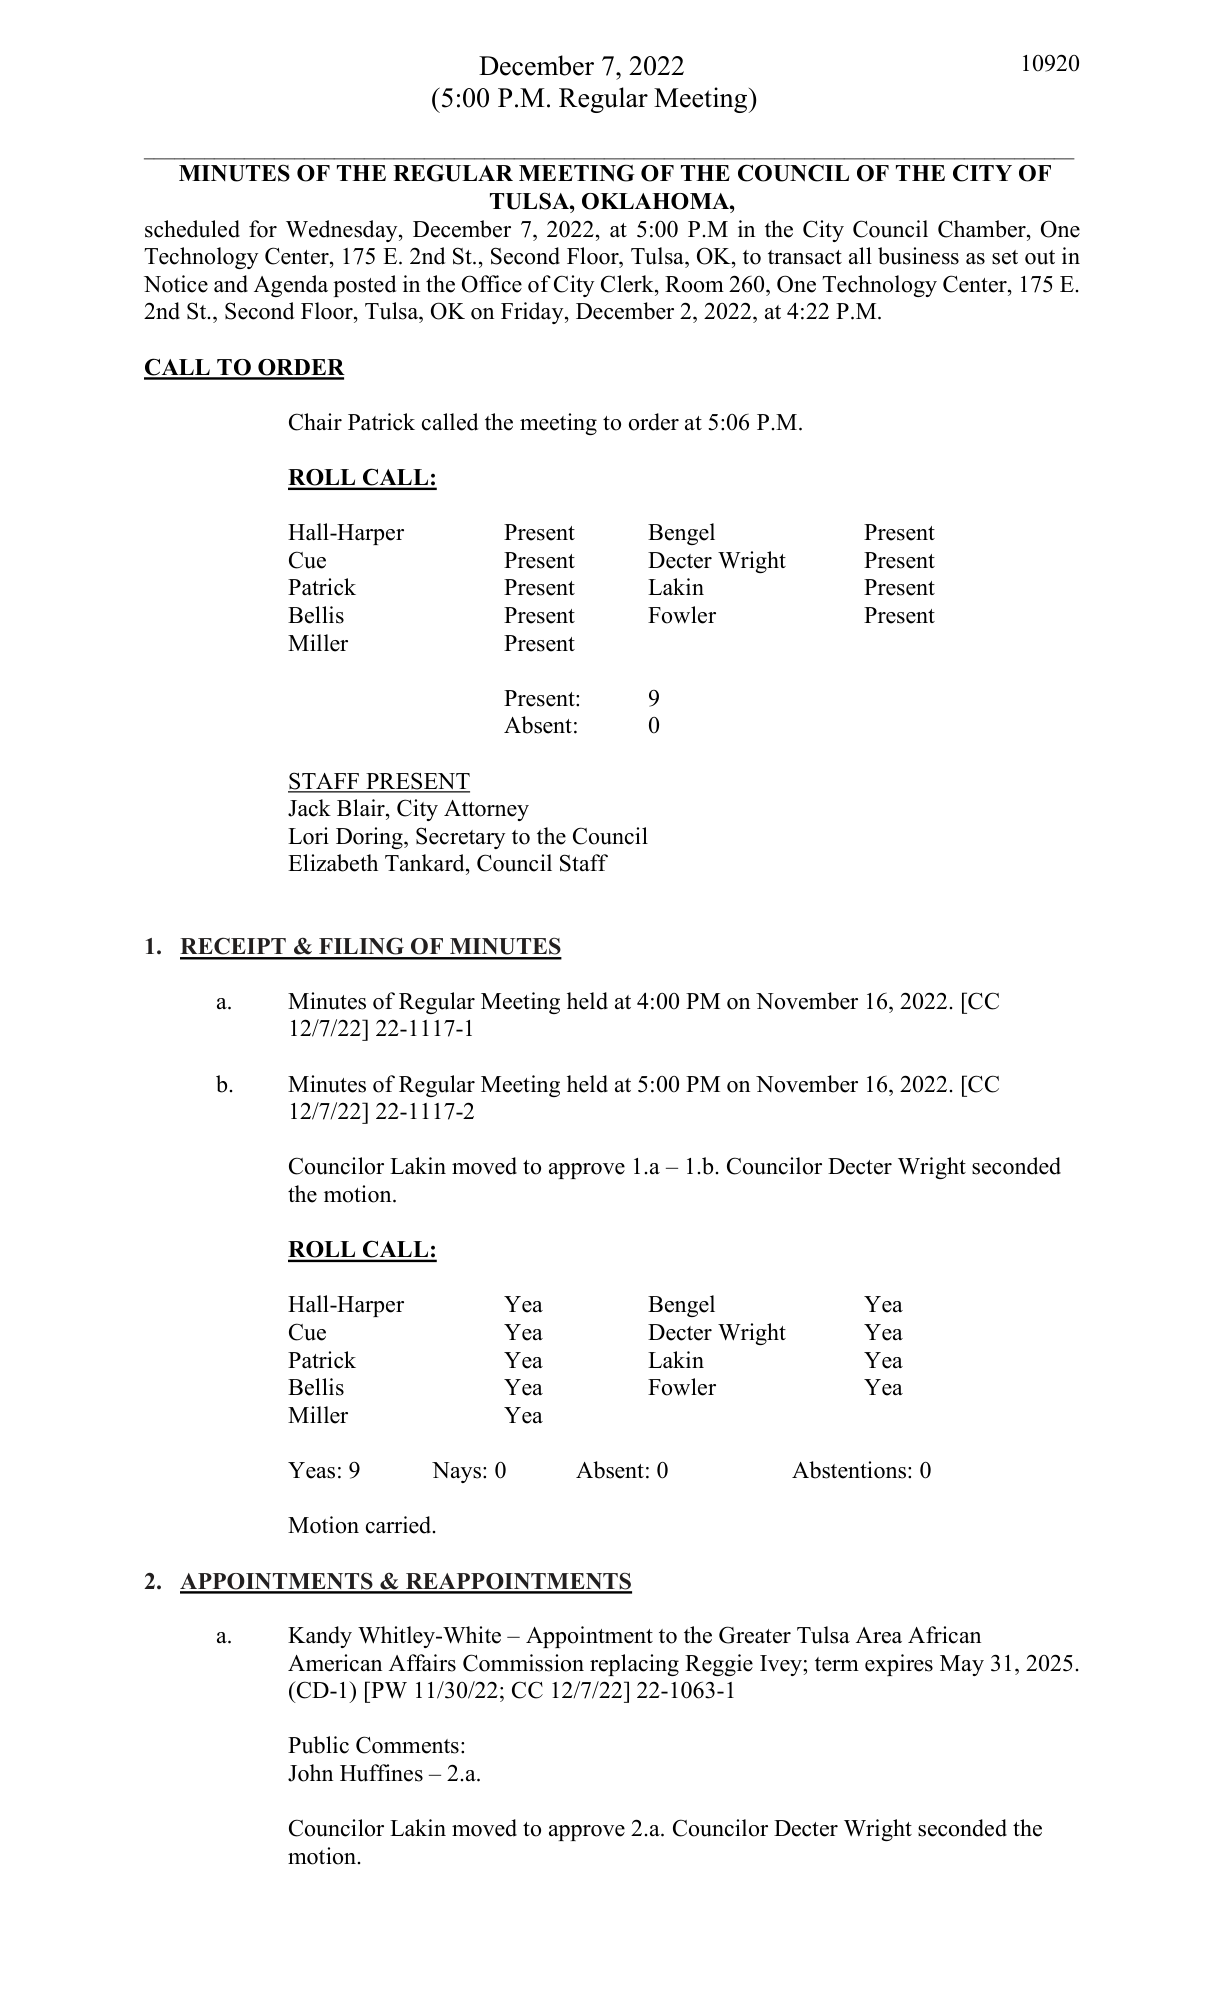 December 7, 2022 10920
(5:00 P.M. Regular Meeting)
MINUTES OF THE REGULAR MEETING OF THE COUNCIL OF THE CITY OF
TULSA, OKLAHOMA,
scheduled for Wednesday, December 7, 2022, at 5:00 P.M in the City Council Chamber, One
Technology Center, 175 E. 2nd St., Second Floor, Tulsa, OK, to transact all business as set out in
Notice and Agenda posted in the Office of City Clerk, Room 260, One Technology Center, 175 E.
2nd St., Second Floor, Tulsa, OK on Friday, December 2, 2022, at 4:22 P.M.
CALL TO ORDER
Chair Patrick called the meeting to order at 5:06 P.M.
ROLL CALL:
Hall-Harper Present Bengel Present
Cue Present Decter Wright Present
Patrick Present Lakin Present
Bellis Present Fowler Present
Miller Present
Present: 9
Absent: 0
STAFF PRESENT
Jack Blair, City Attorney
Lori Doring, Secretary to the Council
Elizabeth Tankard, Council Staff
1. RECEIPT & FILING OF MINUTES
a. Minutes of Regular Meeting held at 4:00 PM on November 16, 2022. [CC
12/7/22] 22-1117-1
b. Minutes of Regular Meeting held at 5:00 PM on November 16, 2022. [CC
12/7/22] 22-1117-2
Councilor Lakin moved to approve 1.a – 1.b. Councilor Decter Wright seconded
the motion.
ROLL CALL:
Hall-Harper Yea Bengel Yea
Cue Yea Decter Wright Yea
Patrick Yea Lakin Yea
Bellis Yea Fowler Yea
Miller Yea
Yeas: 9 Nays: 0 Absent: 0 Abstentions: 0
Motion carried.
2. APPOINTMENTS & REAPPOINTMENTS
a. Kandy Whitley-White – Appointment to the Greater Tulsa Area African
American Affairs Commission replacing Reggie Ivey; term expires May 31, 2025.
(CD-1) [PW 11/30/22; CC 12/7/22] 22-1063-1
Public Comments:
John Huffines – 2.a.
Councilor Lakin moved to approve 2.a. Councilor Decter Wright seconded the
motion.